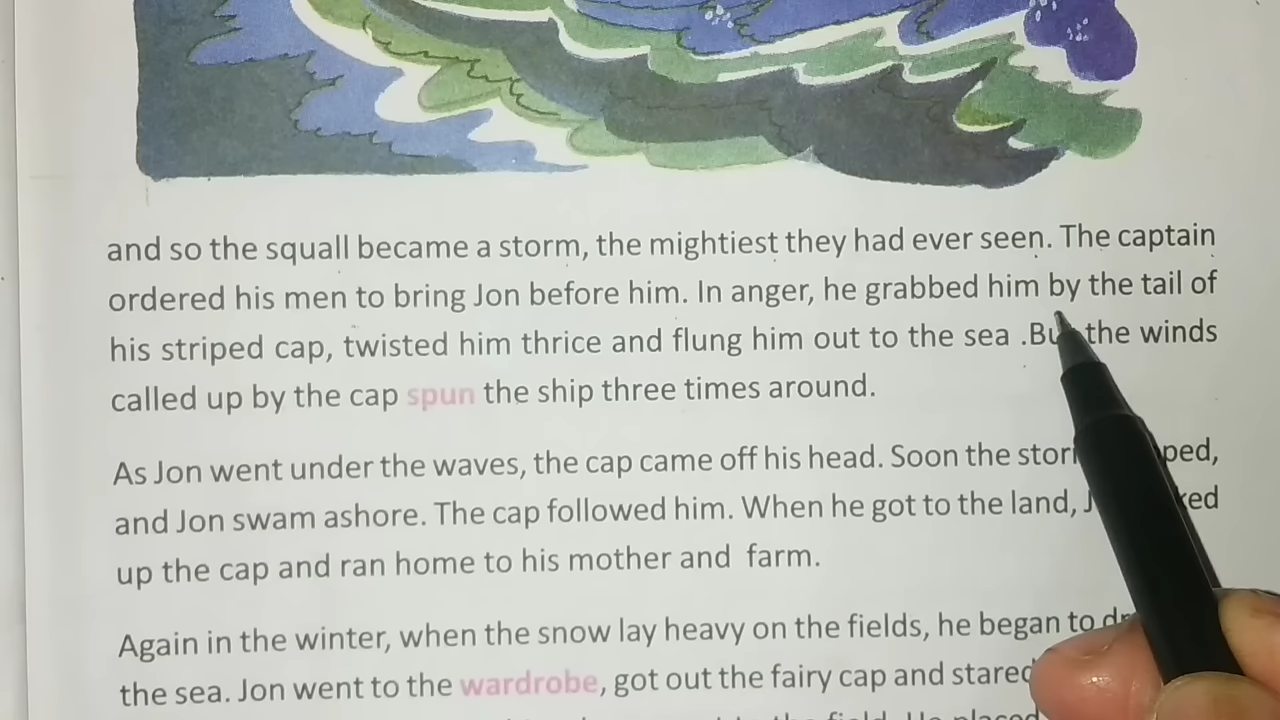 and so the squall became a storm, the mightiest they had ever seen. The captain
ordered his men to bring Jon before him. In anger, he grabbed him by the tail of
his striped cap, twisted him thrice and flung him out to the sea .But the winds
called up by the cap spun the ship three times around.
As Jon went under the waves, the cap came off his head. Soon the
and Jon swam ashore. The cap followed him. When he got to the land,
up the cap and ran home to his mother and farm.
Again in the winter, when the snow lay heavy on the fields, he began to
the sea. Jon went to the wardrobe, got out the fairy cap and stared
the field. He placed